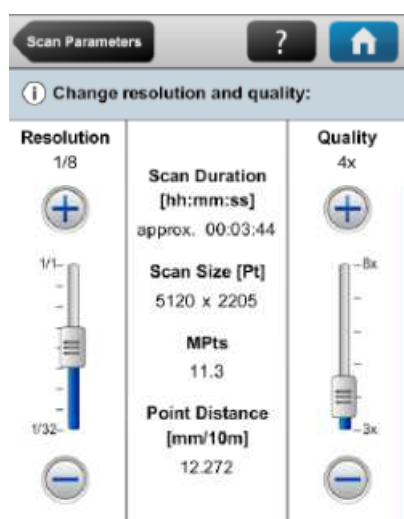 Scan Parameters
?
i Change resolution and quality:
Resolution
1/8
1/1
1/32
Scan Duration
[hh:mm:ss]
approx. 00:03:44
Scan Size [Pt]
5120 x 2205
MPts
11.3
Point Distance
[mm/10m]
12.272
Quality
4x
8x
3x